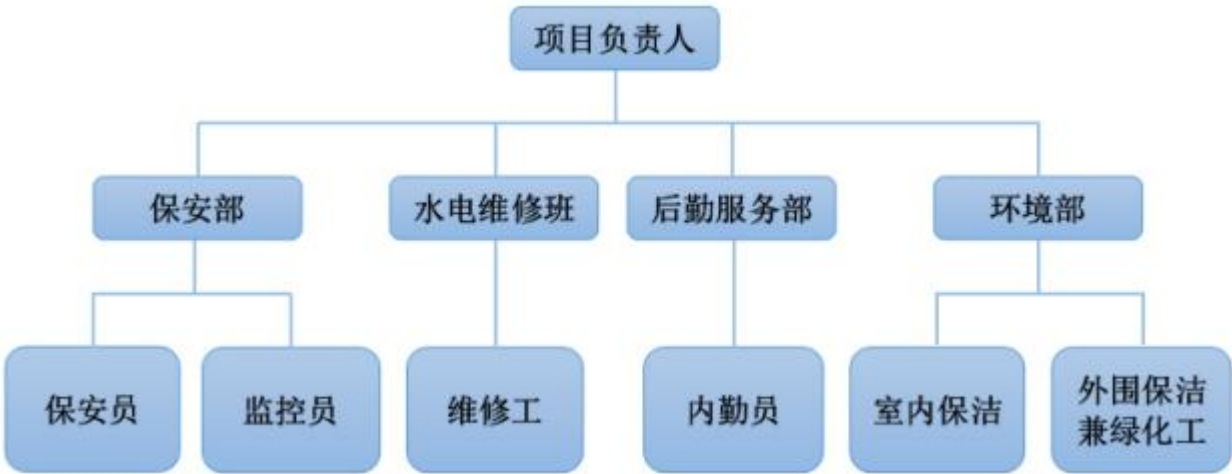 项目负责人
保安部
水电维修班
后勤服务部
环境部
保安员
监控员
维修工
内勤员
室内保洁
外围保洁
兼绿化工